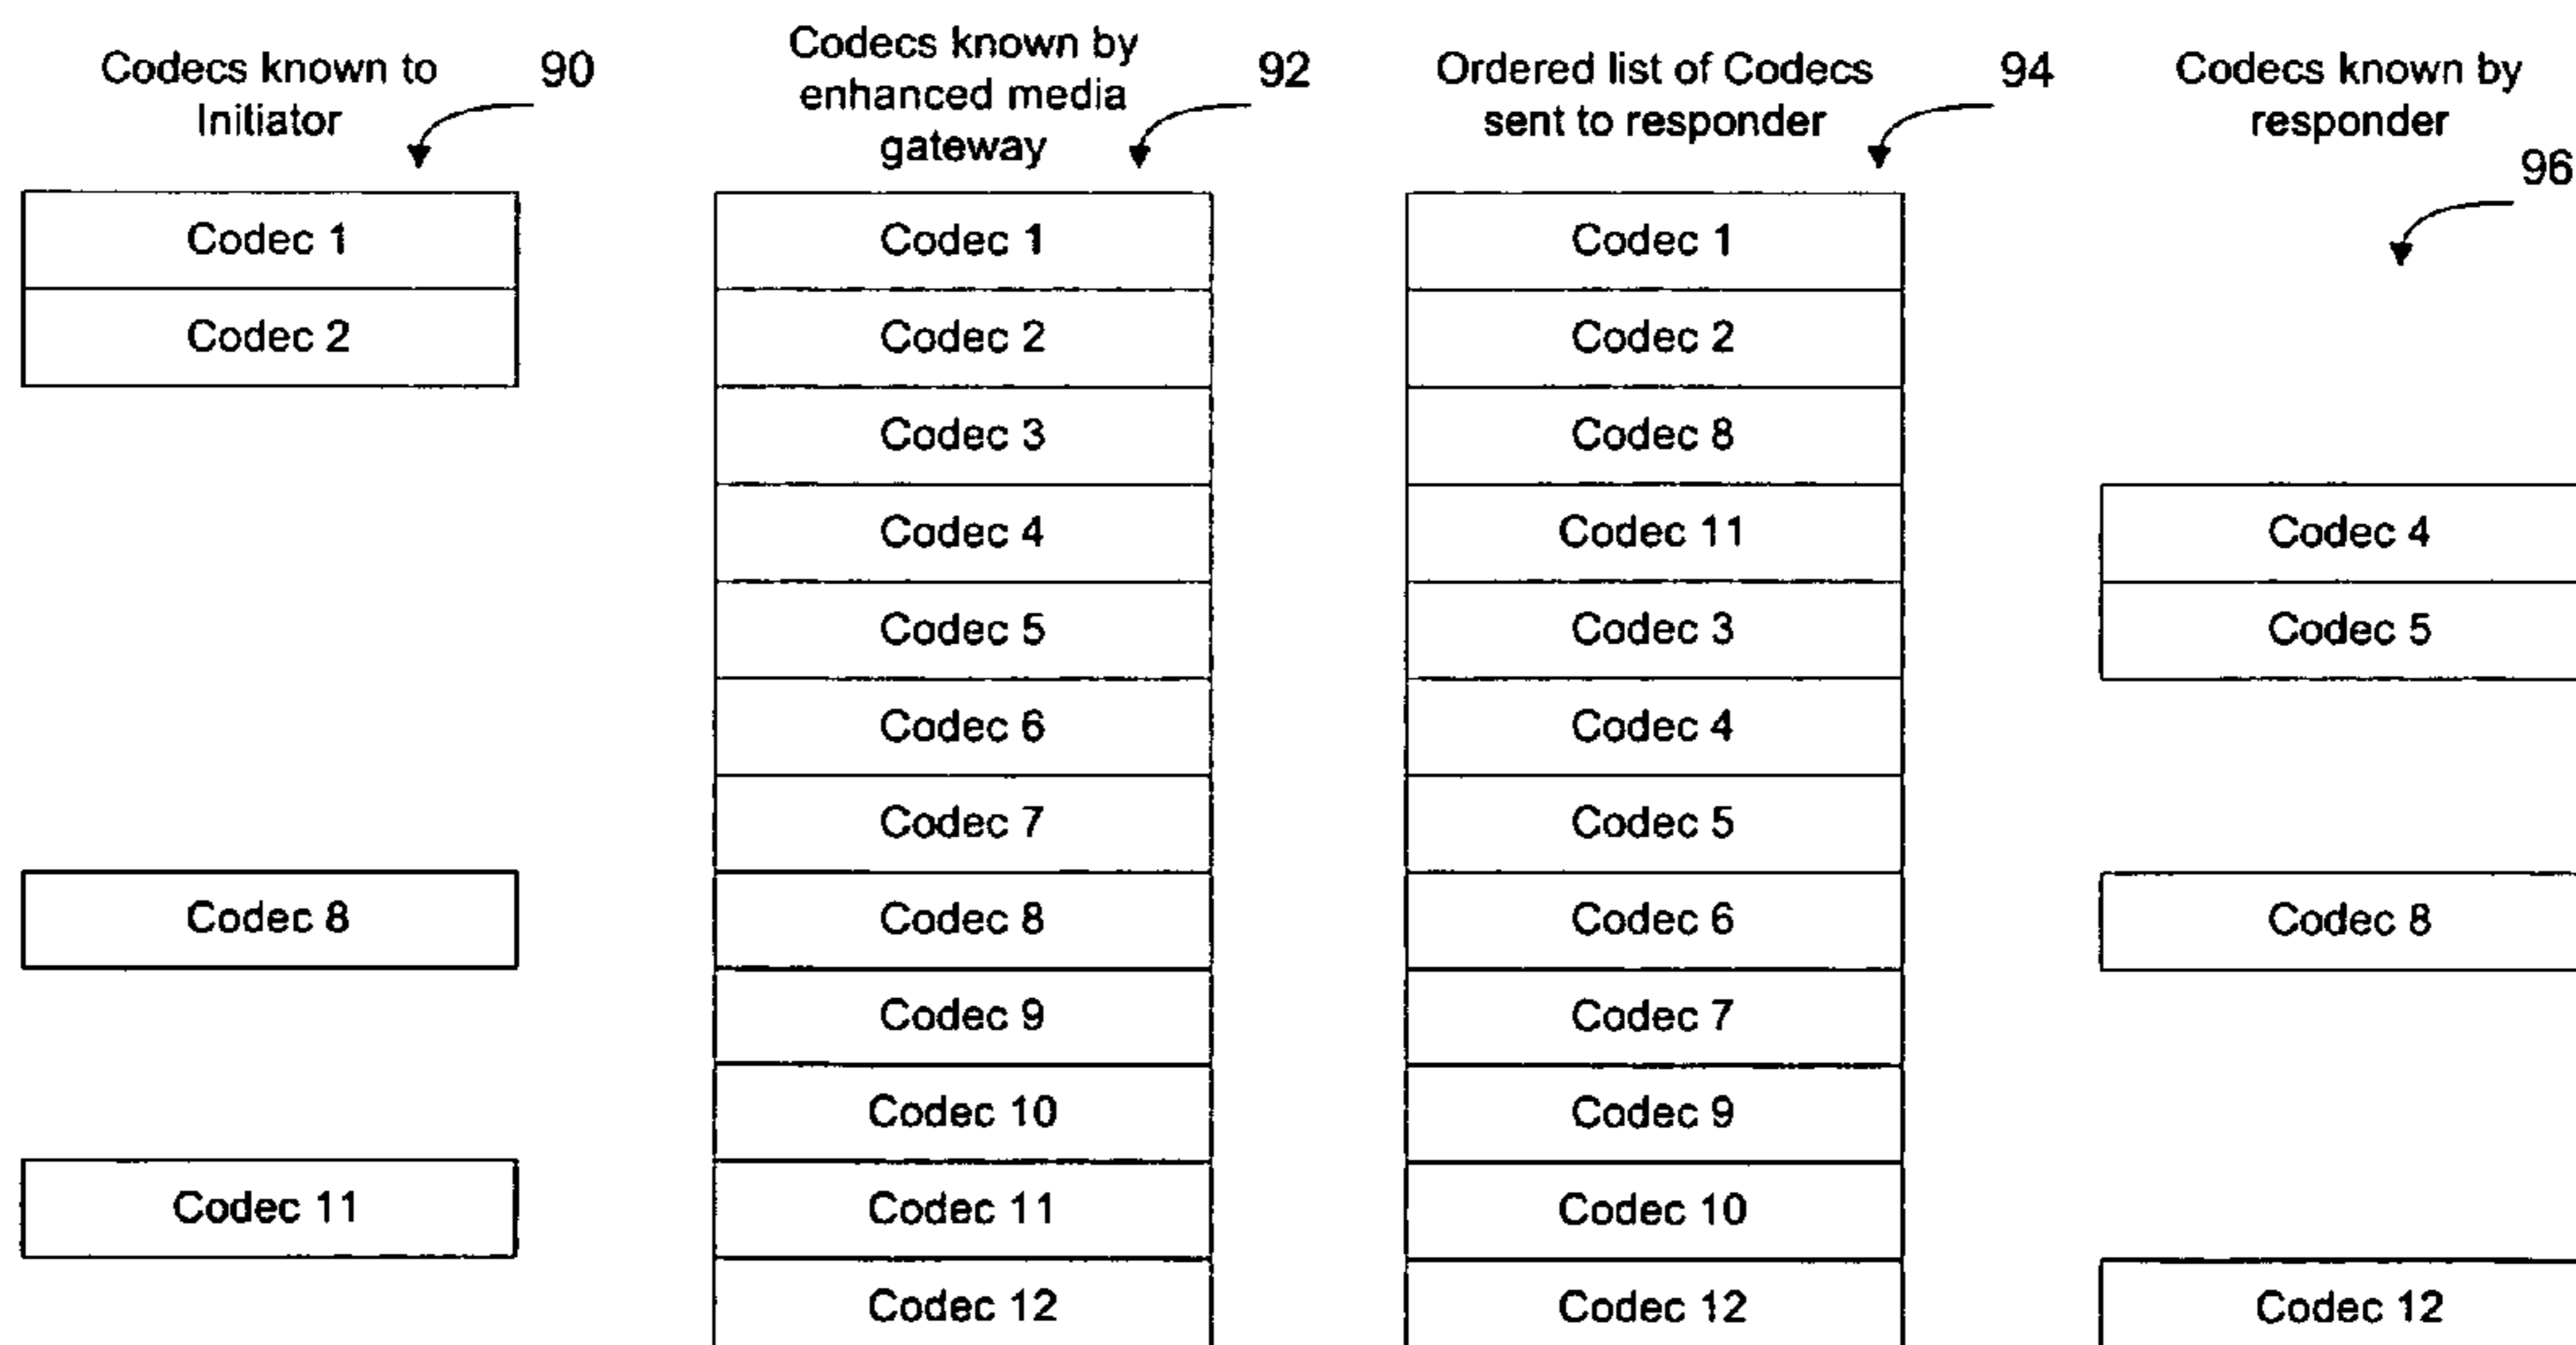 Codecs known to
Initiator
90
Codec 1
Codec 2
Codec 8
Codec 11
Codecs known by
enhanced media
gateway
92
Codec 1
Codec 2
Codec 3
Codec 4
Codec 5
Codec 6
Codec 7
Codec 8
Codec 9
Codec 10
Codec 11
Codec 12
Ordered list of Codecs
sent to responder
94
Codec 1
Codec 2
Codec 8
Codec 11
Codec 3
Codec 4
Codec 5
Codec 6
Codec 7
Codec 9
Codec 10
Codec 12
Codecs known by
responder
96
Codec 4
Codec 5
Codec 8
Codec 12